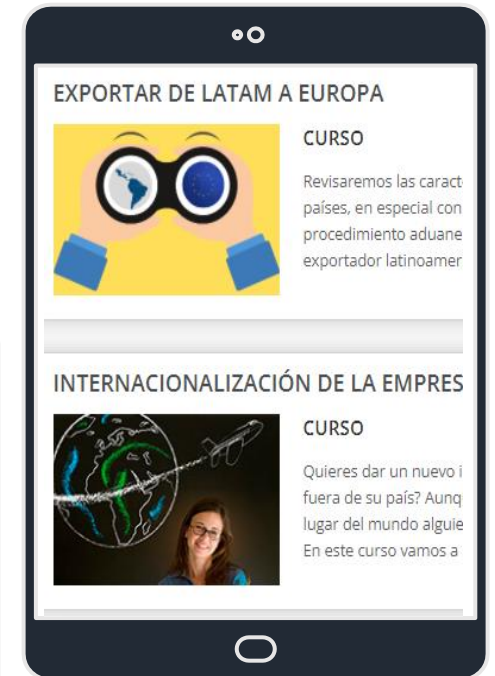 EXPORTAR DE LATAM A EUROPA
CURSO
Revisaremos las caract
países, en especial con
procedimiento aduane
exportador latinoamer
INTERNACIONALIZACIÓN DE LA EMPRES
CURSO
Quieres dar un nuevo i
fuera de su país? Aunq
lugar del mundo alguie
En este curso vamos a